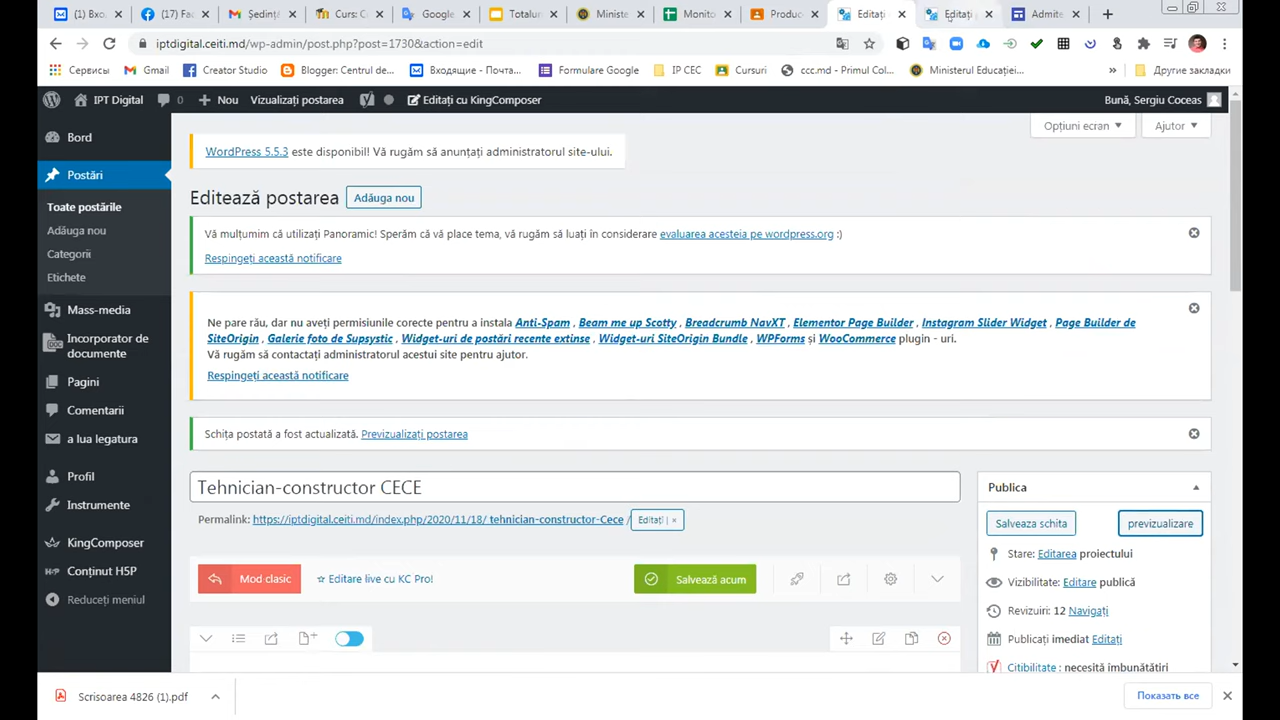 (1) Вхо
(17) Fa
Ședinț
Curs: C
Google
Totalur
Ministe
Monito
Produc
Editați
Editați
Admite
iptdigital.ceiti.md/wp-admin/post.php?post=1730&action=edit
Сервисы
Gmail
Creator Studio
Blogger: Centrul de...
Входящие - Почта...
Formulare Google
IP CEC
Cursuri
ccc.md - Primul Col...
Ministerul Educației...
»
Другие закладки
IPT Digital
0
Nou
Vizualizați postarea
Editați cu KingComposer
Bună, Sergiu Coceas
Bord
Postări
Toate postările
Adăuga nou
Categorii
Etichete
Mass-media
Incorporator de
documente
Pagini
Comentarii
a lua legatura
Profil
Instrumente
KingComposer
Conținut H5P
Reduceți meniul
Opțiuni ecran
Ajutor
WordPress 5.5.3 este disponibil! Vă rugăm să anunțați administratorul site-ului.
Editează postarea
Adăuga nou
Vă mulțumim că utilizați Panoramic! Sperăm că vă place tema, vă rugăm să luați in considerare evaluarea acesteia pe wordpress.org :)
Respingeți această notificare
Ne pare rău, dar nu aveți permisiunile corecte pentru a instala Anti-Spam , Beam me up Scotty , Breadcrumb NavXT , Elementor Page Builder , Instagram Slider Widget , Page Builder de
SiteOrigin , Galerie foto de Supsystic , Widget-uri de postări recente extinse , Widget-uri SiteOrigin Bundle , WPForms și WooCommerce plugin - uri.
Vă rugăm să contactați administratorul acestui site pentru ajutor.
Respingeți această notificare
Schița postată a fost actualizată. Previzualizați postarea
Tehnician-constructor CECE
Permalink: https://iptdigital.ceiti.md/index.php/2020/11/18/ tehnician-constructor-Cece /
Editați
Mod clasic
Editare live cu KC Pro!
Salvează acum
Publica
Salveaza schita
previzualizare
Stare: Editarea proiectului
Vizibilitate: Editare publică
Revizuiri: 12 Navigați
Publicați imediat Editați
Citibilitate : necesită îmbunătățiri
Scrisoarea 4826 (1).pdf
Показать все